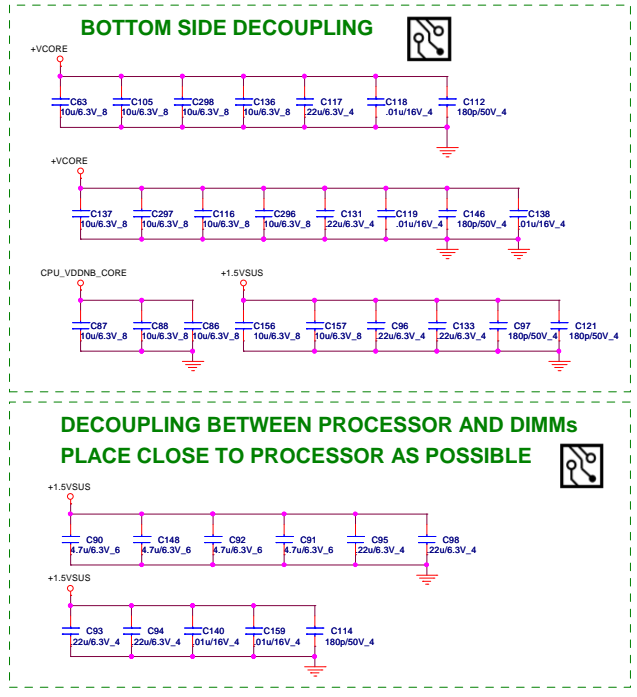 BOTTOM SIDE DECOUPLING
+VCORE
C63 C105 C298 C136 C117 C118 C112
10u/6.3V_8 10u/6.3V_8 10u/6.3V_8 10u/6.3V_8 .22u/6.3V_4 .01u/16V_4 180p/50V_4
+VCORE
C137 C297 C116 C296 C131 C119 C146 C138
10u/6.3V_8 10u/6.3V_8 10u/6.3V_8 10u/6.3V_8 .22u/6.3V_4 .01u/16V_4 180p/50V_4 .01u/16V_4
CPU_VDDNB_CORE +1.5VSUS
C87 C88 C86 C156 C157 C96 C133 C97 C121
10u/6.3V_8 10u/6.3V_8 10u/6.3V_8 10u/6.3V_8 10u/6.3V_8 .22u/6.3V_4 .22u/6.3V_4 180p/50V_4 180p/50V_4
DECOUPLING BETWEEN PROCESSOR AND DIMMs
PLACE CLOSE TO PROCESSOR AS POSSIBLE
+1.5VSUS
C90 C148 C92 C91 C95 C98
4.7u/6.3V_6 4.7u/6.3V_6 4.7u/6.3V_6 4.7u/6.3V_6 .22u/6.3V_4 .22u/6.3V_4
+1.5VSUS
C93 C94 C140 C159 C114
.22u/6.3V_4 .22u/6.3V_4 .01u/16V_4 .01u/16V_4 180p/50V_4